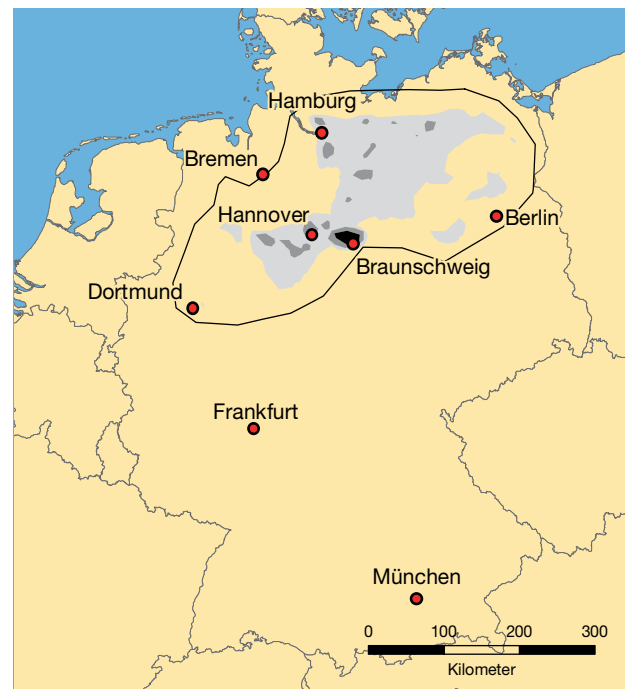 Hamburg
Bremen
Hannover
Berlin
Braunschweig
Dortmund
Frankfurt
München
0 100 200 300
Kilometer